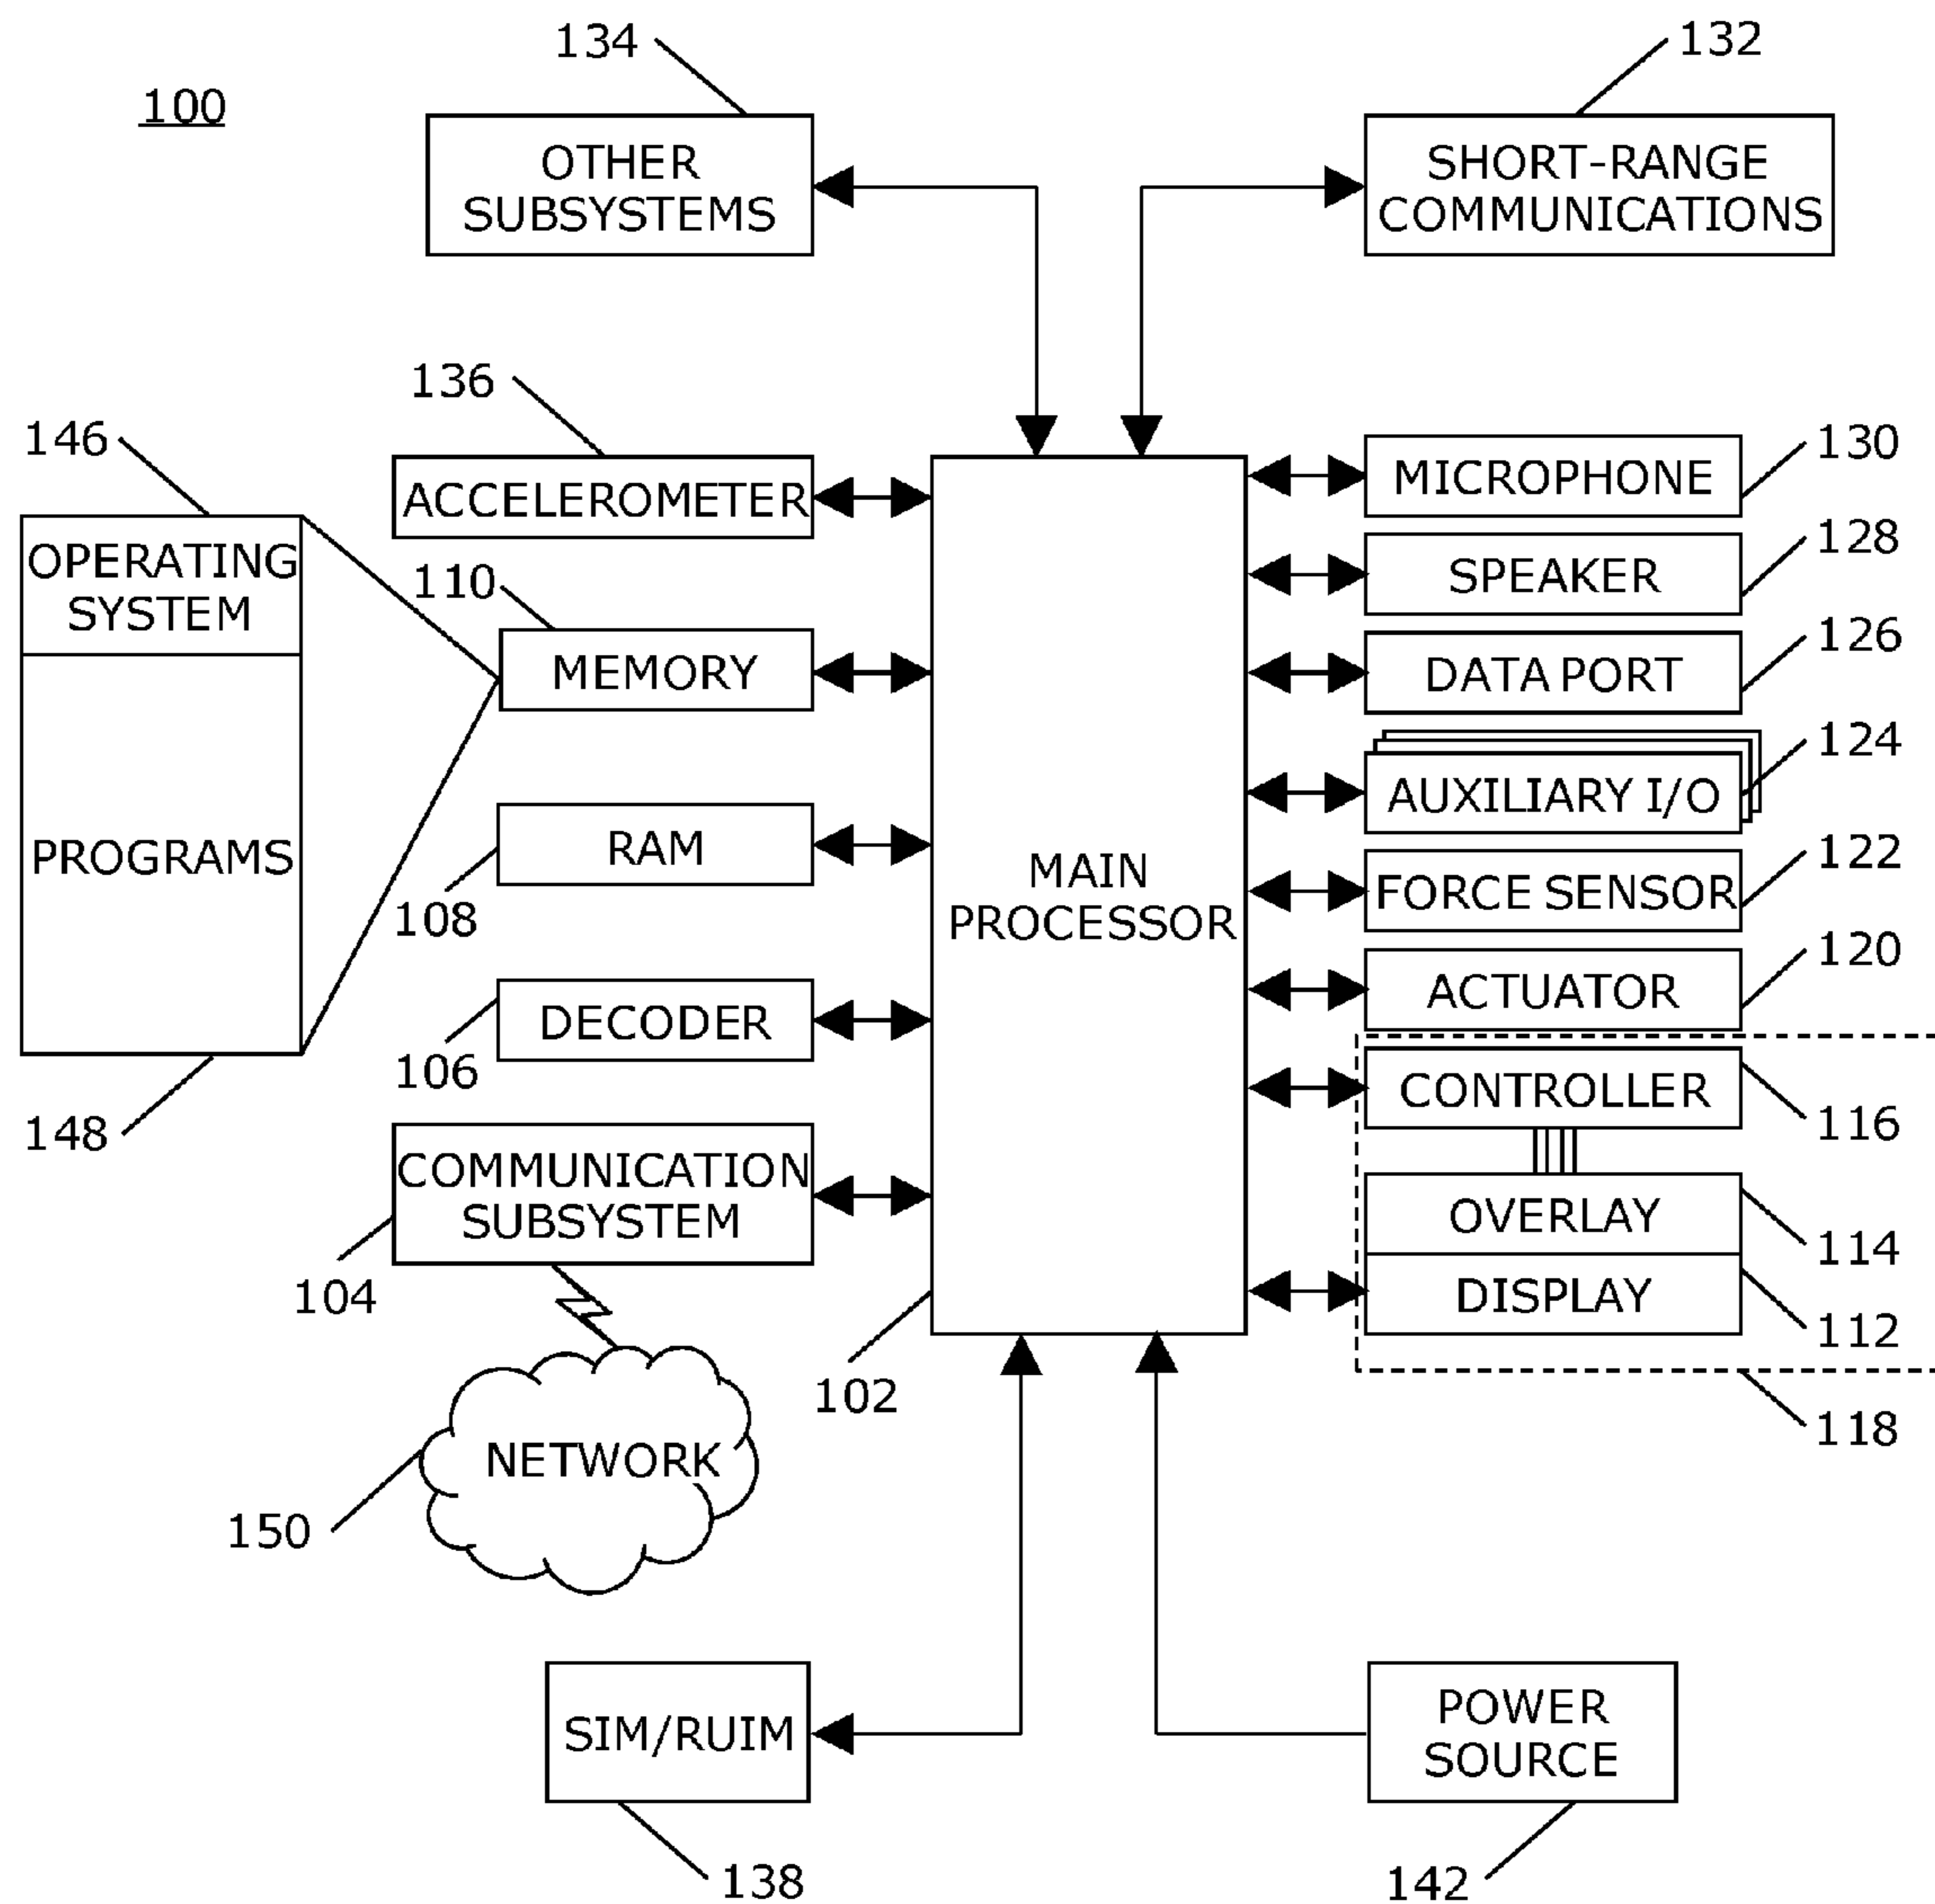 134
132
100
OTHER
SUBSYSTEMS
SHORT-RANGE
COMMUNICATIONS
136
146
ACCELEROMETER
MICROPHONE
130
OPERATING
SYSTEM
110
SPEAKER
128
MEMORY
DATA PORT
126
AUXILIARY I/O
124
PROGRAMS
RAM
108
MAIN
PROCESSOR
FORCE SENSOR
122
ACTUATOR
120
DECODER
106
CONTROLLER
116
148
COMMUNICATION
SUBSYSTEM
104
OVERLAY
114
DISPLAY
112
102
118
NETWORK
150
SIM/RUIM
POWER
SOURCE
138
142